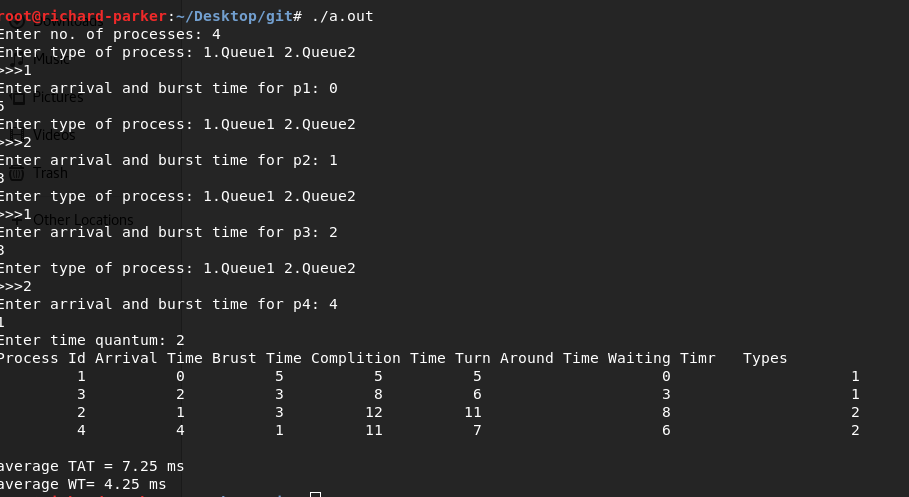 root@richard-parker:~/Desktop/git# ./a.out
Enter no. of processes: 4
Enter type of process: 1.Queue1 2.Queue2
>>>1
Enter arrival and burst time for p1: 0
5
Enter type of process: 1.Queue1 2.Queue2
>>>2
Enter arrival and burst time for p2: 1
3
Enter type of process: 1.Queue1 2.Queue2
>>>1
Enter arrival and burst time for p3: 2
3
Enter type of process: 1.Queue1 2.Queue2
>>>2
Enter arrival and burst time for p4: 4
1
Enter time quantum: 2
Process Id Arrival Time Brust Time Complition Time Turn Around Time Waiting Timr Types
1 0 5 5 5 0 1
3 2 3 8 6 3 1
2 1 3 12 11 8 2
4 4 1 11 7 6 2
average TAT = 7.25 ms
average WT= 4.25 ms
Downloads
Music
Pictures
Videos
Trash
Other Locations